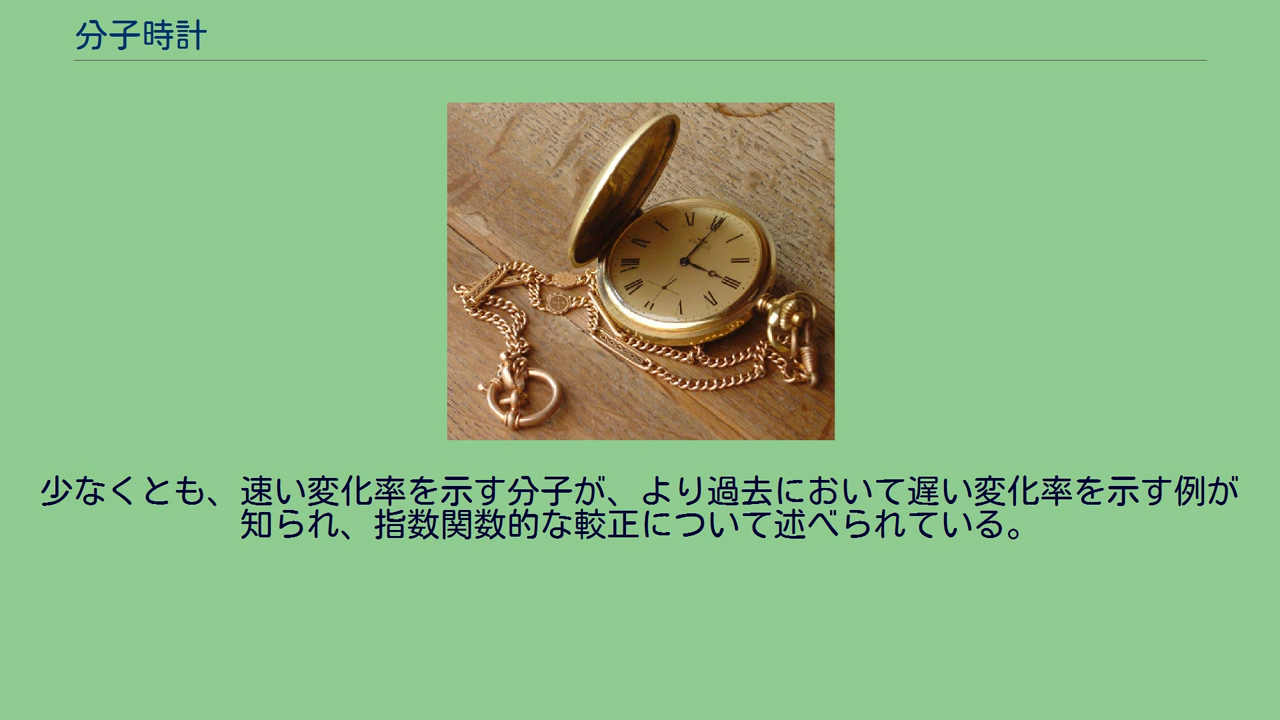 分子時計
少なくとも、速い変化率を示す分子が、より過去において遅い変化率を示す例が
知られ、指数関数的な較正について述べられている。